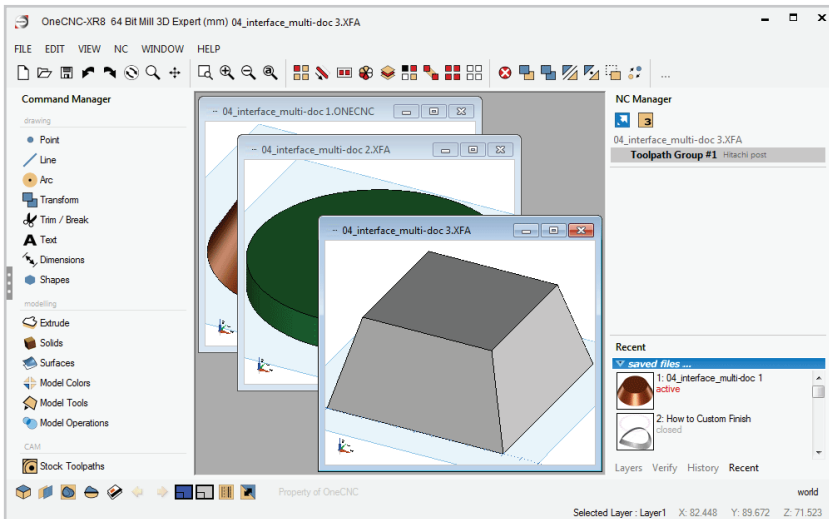 OneCNC-XR8 64 Bit Mill 3D Expert (mm) 04_interface_multi-doc 3.XFA
FILE EDIT VIEW NC WINDOW HELP
Command Manager
drawing
Point
Line
Arc
Transform
Trim / Break
Text
Dimensions
Shapes
modelling
Extrude
Solids
Surfaces
Model Colors
Model Tools
Model Operations
CAM
Stock Toolpaths
04_interface_multi-doc 1.ONECNC
04_interface_multi-doc 2.XFA
04_interface_multi-doc 3.XFA
NC Manager
3
04_interface_multi-doc 3.XFA
Toolpath Group #1 Hitachi post
Recent
saved files ...
1: 04_interface_multi-doc 1
active
2: How to Custom Finish
closed
Layers Verify History Recent
Property of OneCNC
world
Selected Layer : Layer1 X: 82.448 Y: 89.672 Z: 71.523